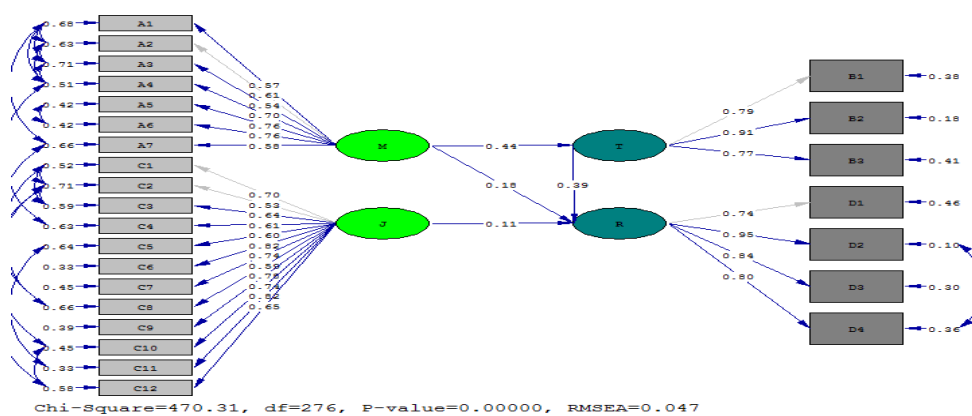 0.68 A1
0.63 A2
0.71 A3
0.51 A4
0.42 A5
0.42 A6
0.66 A7
0.52 C1
0.71 C2
0.59 C3
0.63 C4
0.64 C5
0.33 C6
0.45 C7
0.66 C8
0.39 C9
0.45 C10
0.33 C11
0.58 C12
0.57
0.61
0.54
0.70
0.76
0.76
0.58
0.70
0.53
0.64
0.61
0.60
0.82
0.74
0.59
0.78
0.74
0.82
0.65
M
J
0.44
0.18
0.39
0.11
T
R
0.79
0.91
0.77
0.74
0.95
0.84
0.80
B1 0.38
B2 0.18
B3 0.41
D1 0.46
D2 0.10
D3 0.30
D4 0.36
Chi-Square=470.31, df=276, P-value=0.00000, RMSEA=0.047